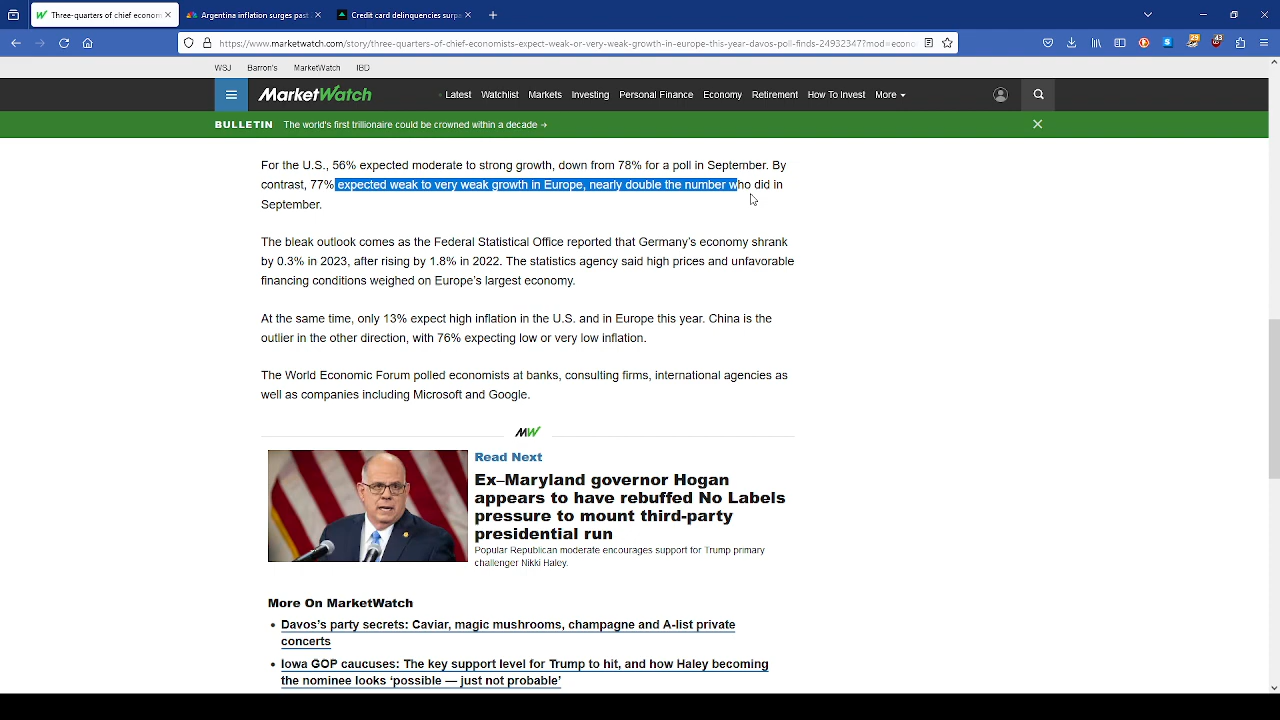 Three-quarters of chief econom
Argentina inflation surges past
Credit card delinquencies surpa
https://www.marketwatch.com/story/three-quarters-of-chief-economists-expect-weak-or-very-weak-growth-in-europe-this-year-davos-poll-finds-24932347?mod=econo
29
43
WSJ Barron's MarketWatch IBD
MarketWatch Latest Watchlist Markets Investing Personal Finance Economy Retirement How To Invest More
BULLETIN The world's first trillionaire could be crowned within a decade →
For the U.S., 56% expected moderate to strong growth, down from 78% for a poll in September. By
contrast, 77% expected weak to very weak growth in Europe, nearly double the number who did in
September.
The bleak outlook comes as the Federal Statistical Office reported that Germany's economy shrank
by 0.3% in 2023, after rising by 1.8% in 2022. The statistics agency said high prices and unfavorable
financing conditions weighed on Europe's largest economy.
At the same time, only 13% expect high inflation in the U.S. and in Europe this year. China is the
outlier in the other direction, with 76% expecting low or very low inflation.
The World Economic Forum polled economists at banks, consulting firms, international agencies as
well as companies including Microsoft and Google.
MW
Read Next
Ex–Maryland governor Hogan
appears to have rebuffed No Labels
pressure to mount third-party
presidential run
Popular Republican moderate encourages support for Trump primary
challenger Nikki Haley.
More On MarketWatch
• Davos's party secrets: Caviar, magic mushrooms, champagne and A-list private
concerts
• Iowa GOP caucuses: The key support level for Trump to hit, and how Haley becoming
the nominee looks 'possible — just not probable'